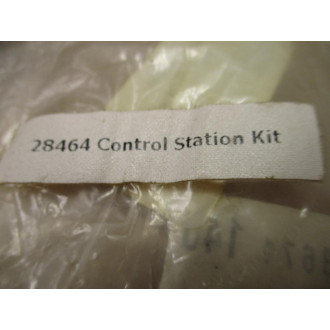 28464 Control Station Kit